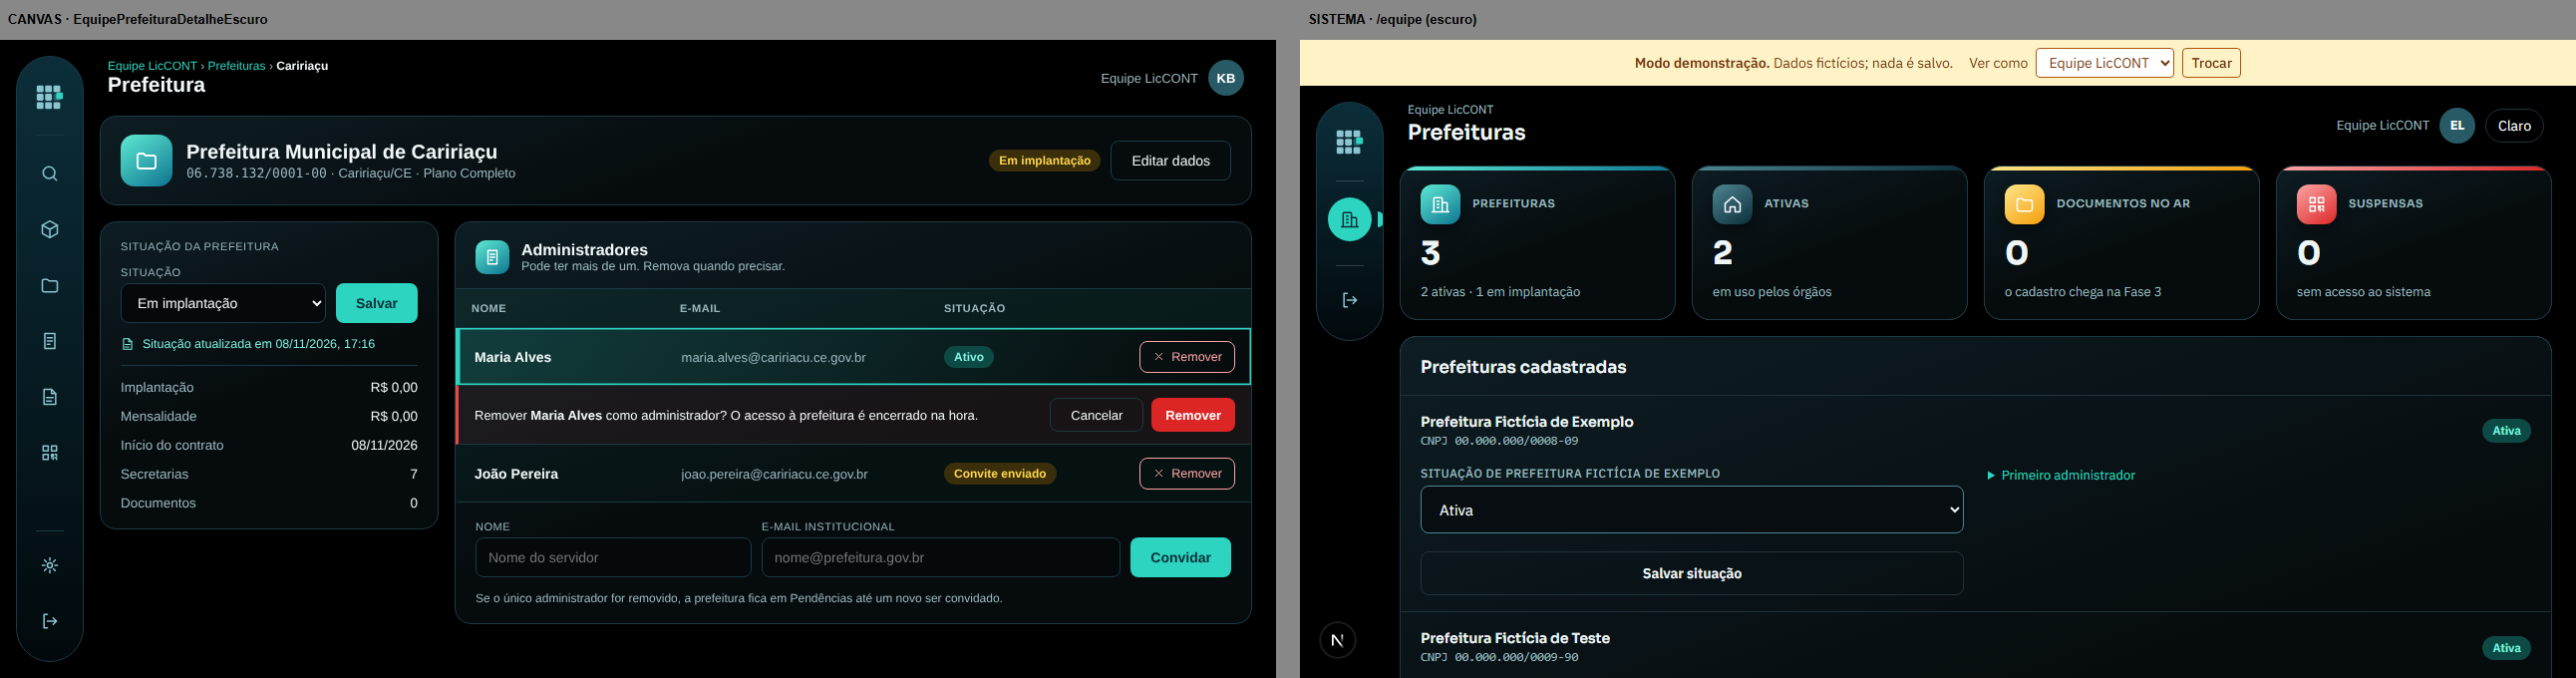 CANVAS · EquipePrefeituraDetalheEscuro
Equipe LicCONT › Prefeituras › Caririaçu
Prefeitura
Equipe LicCONT
KB
Prefeitura Municipal de Caririaçu
06.738.132/0001-00 · Caririaçu/CE · Plano Completo
Em implantação
Editar dados
SITUAÇÃO DA PREFEITURA
SITUAÇÃO
Em implantação
Salvar
Situação atualizada em 08/11/2026, 17:16
Implantação R$ 0,00
Mensalidade R$ 0,00
Início do contrato 08/11/2026
Secretarias 7
Documentos 0
Administradores
Pode ter mais de um. Remova quando precisar.
NOME E-MAIL SITUAÇÃO
Maria Alves maria.alves@caririacu.ce.gov.br Ativo Remover
Remover Maria Alves como administrador? O acesso à prefeitura é encerrado na hora. Cancelar Remover
João Pereira joao.pereira@caririacu.ce.gov.br Convite enviado Remover
NOME E-MAIL INSTITUCIONAL
Nome do servidor nome@prefeitura.gov.br Convidar
Se o único administrador for removido, a prefeitura fica em Pendências até um novo ser convidado.
SISTEMA · /equipe (escuro)
Modo demonstração. Dados fictícios; nada é salvo. Ver como Equipe LicCONT Trocar
Equipe LicCONT
Prefeituras
Equipe LicCONT
EL
Claro
PREFEITURAS
3
2 ativas · 1 em implantação
ATIVAS
2
em uso pelos órgãos
DOCUMENTOS NO AR
0
o cadastro chega na Fase 3
SUSPENSAS
0
sem acesso ao sistema
Prefeituras cadastradas
Prefeitura Fictícia de Exemplo
CNPJ 00.000.000/0008-09
Ativa
SITUAÇÃO DE PREFEITURA FICTÍCIA DE EXEMPLO
Ativa
Primeiro administrador
Salvar situação
Prefeitura Fictícia de Teste
CNPJ 00.000.000/0009-90
Ativa
N